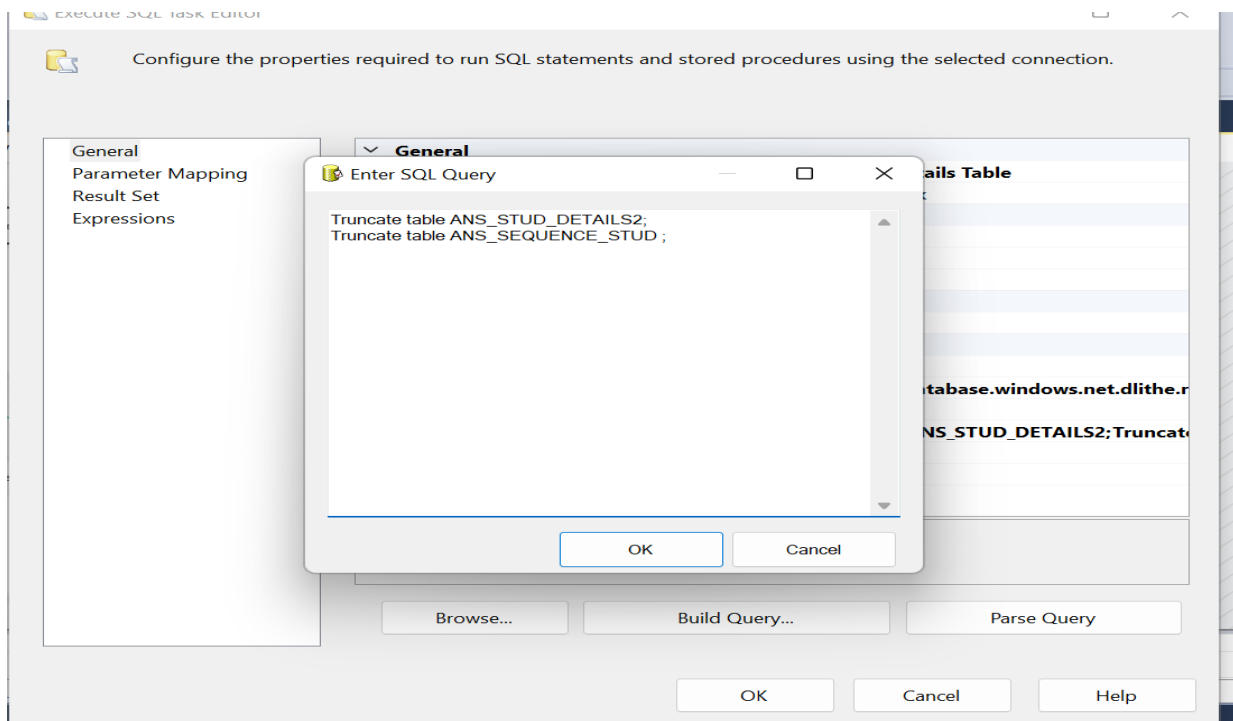 Execute SQL Task Editor
Configure the properties required to run SQL statements and stored procedures using the selected connection.
General
Parameter Mapping
Result Set
Expressions
General
ails Table
Enter SQL Query
Truncate table ANS_STUD_DETAILS2;
Truncate table ANS_SEQUENCE_STUD ;
tabase.windows.net.dlithe.r
NS_STUD_DETAILS2;Truncat
OK
Cancel
Browse...
Build Query...
Parse Query
OK
Cancel
Help